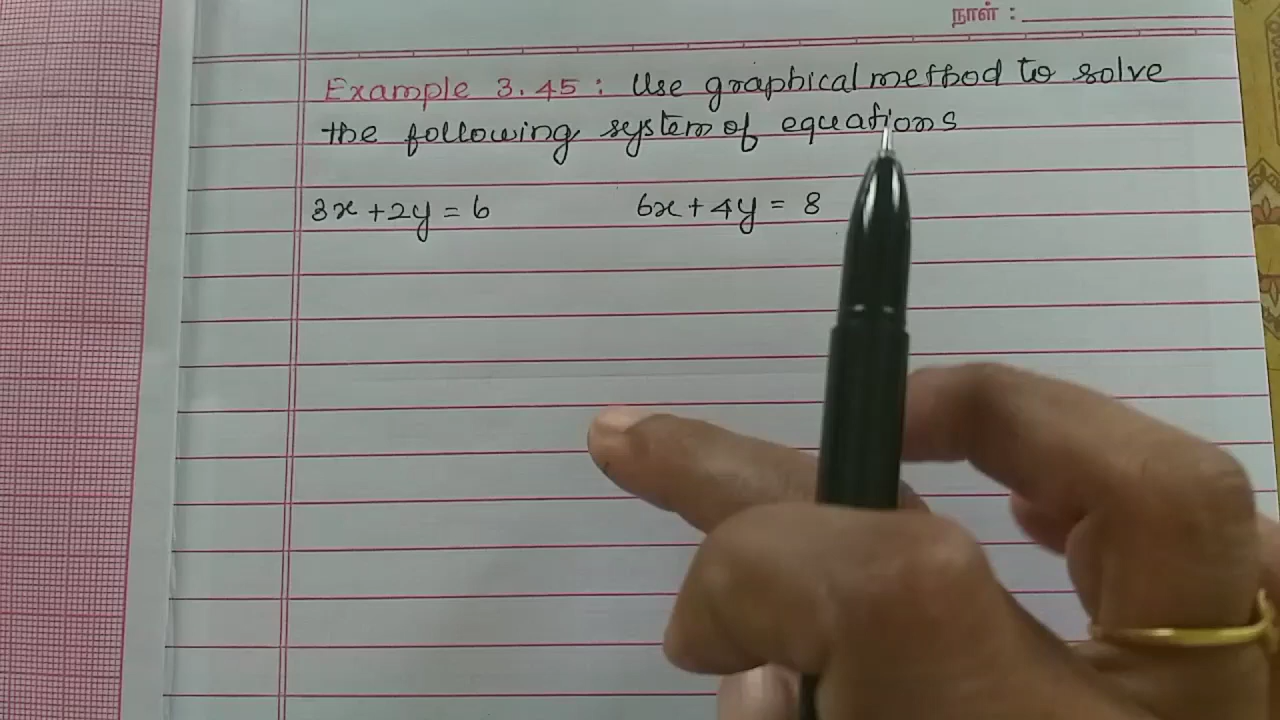 நாள் :
Example 3.45 : Use graphical method to solve
the following system of equations
3x + 2y = 6 6x + 4y = 8